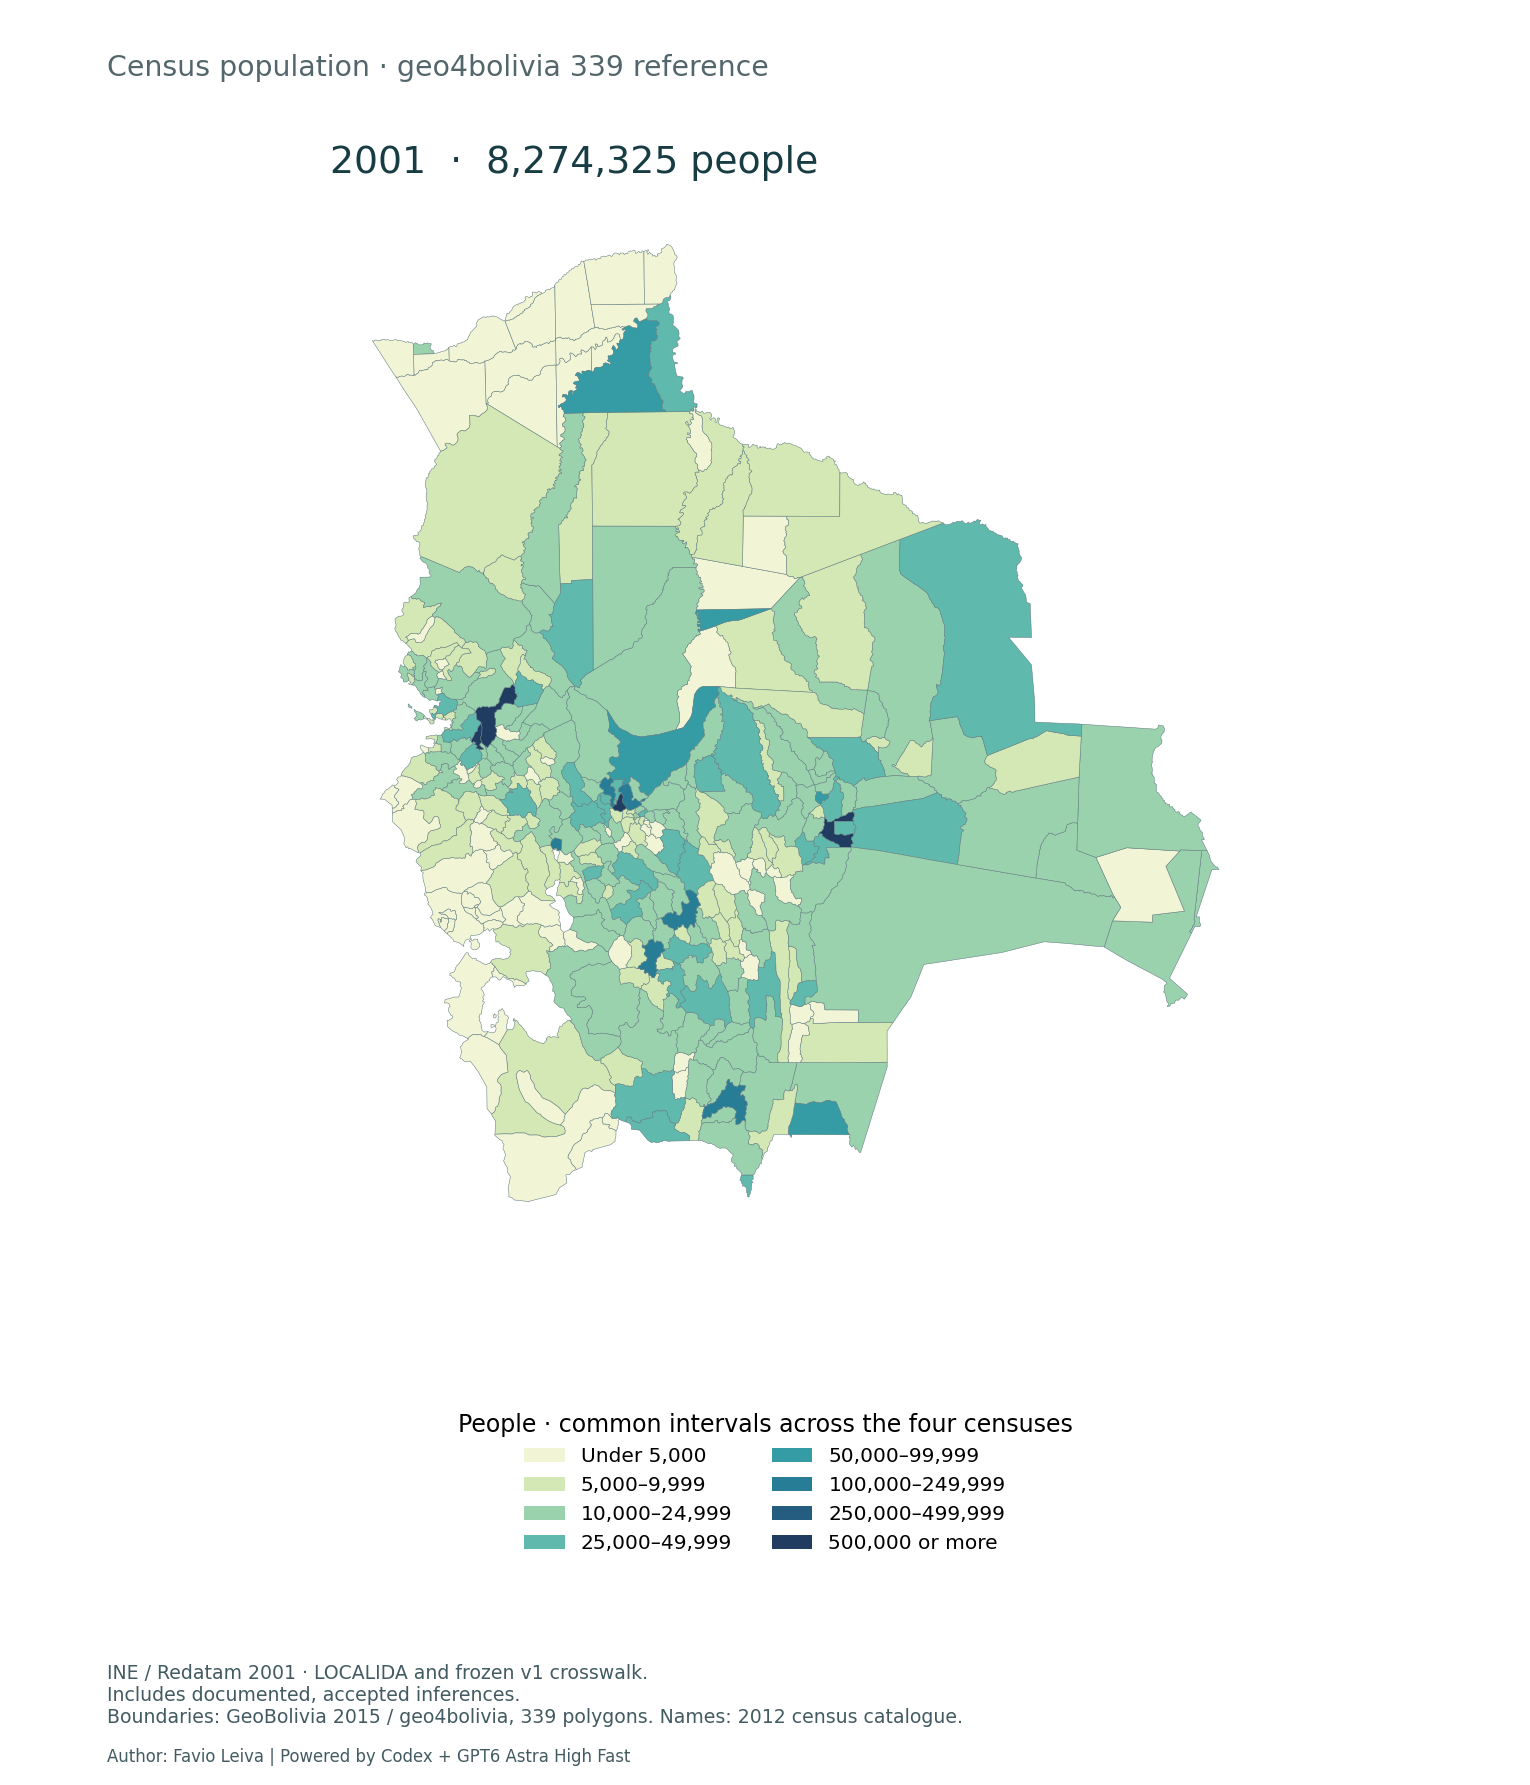 Census population · geo4bolivia 339 reference
2001 · 8,274,325 people
People · common intervals across the four censuses
Under 5,000
5,000–9,999
10,000–24,999
25,000–49,999
50,000–99,999
100,000–249,999
250,000–499,999
500,000 or more
INE / Redatam 2001 · LOCALIDA and frozen v1 crosswalk.
Includes documented, accepted inferences.
Boundaries: GeoBolivia 2015 / geo4bolivia, 339 polygons. Names: 2012 census catalogue.
Author: Favio Leiva | Powered by Codex + GPT6 Astra High Fast